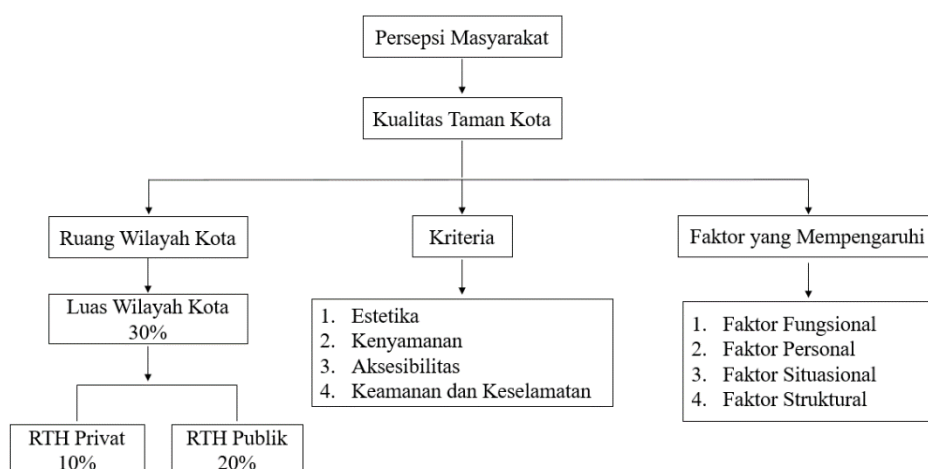 Persepsi Masyarakat
Kualitas Taman Kota
Ruang Wilayah Kota
Kriteria
Faktor yang Mempengaruhi
Luas Wilayah Kota
30%
1. Estetika
2. Kenyamanan
3. Aksesibilitas
4. Keamanan dan Keselamatan
1. Faktor Fungsional
2. Faktor Personal
3. Faktor Situasional
4. Faktor Struktural
RTH Privat
10%
RTH Publik
20%